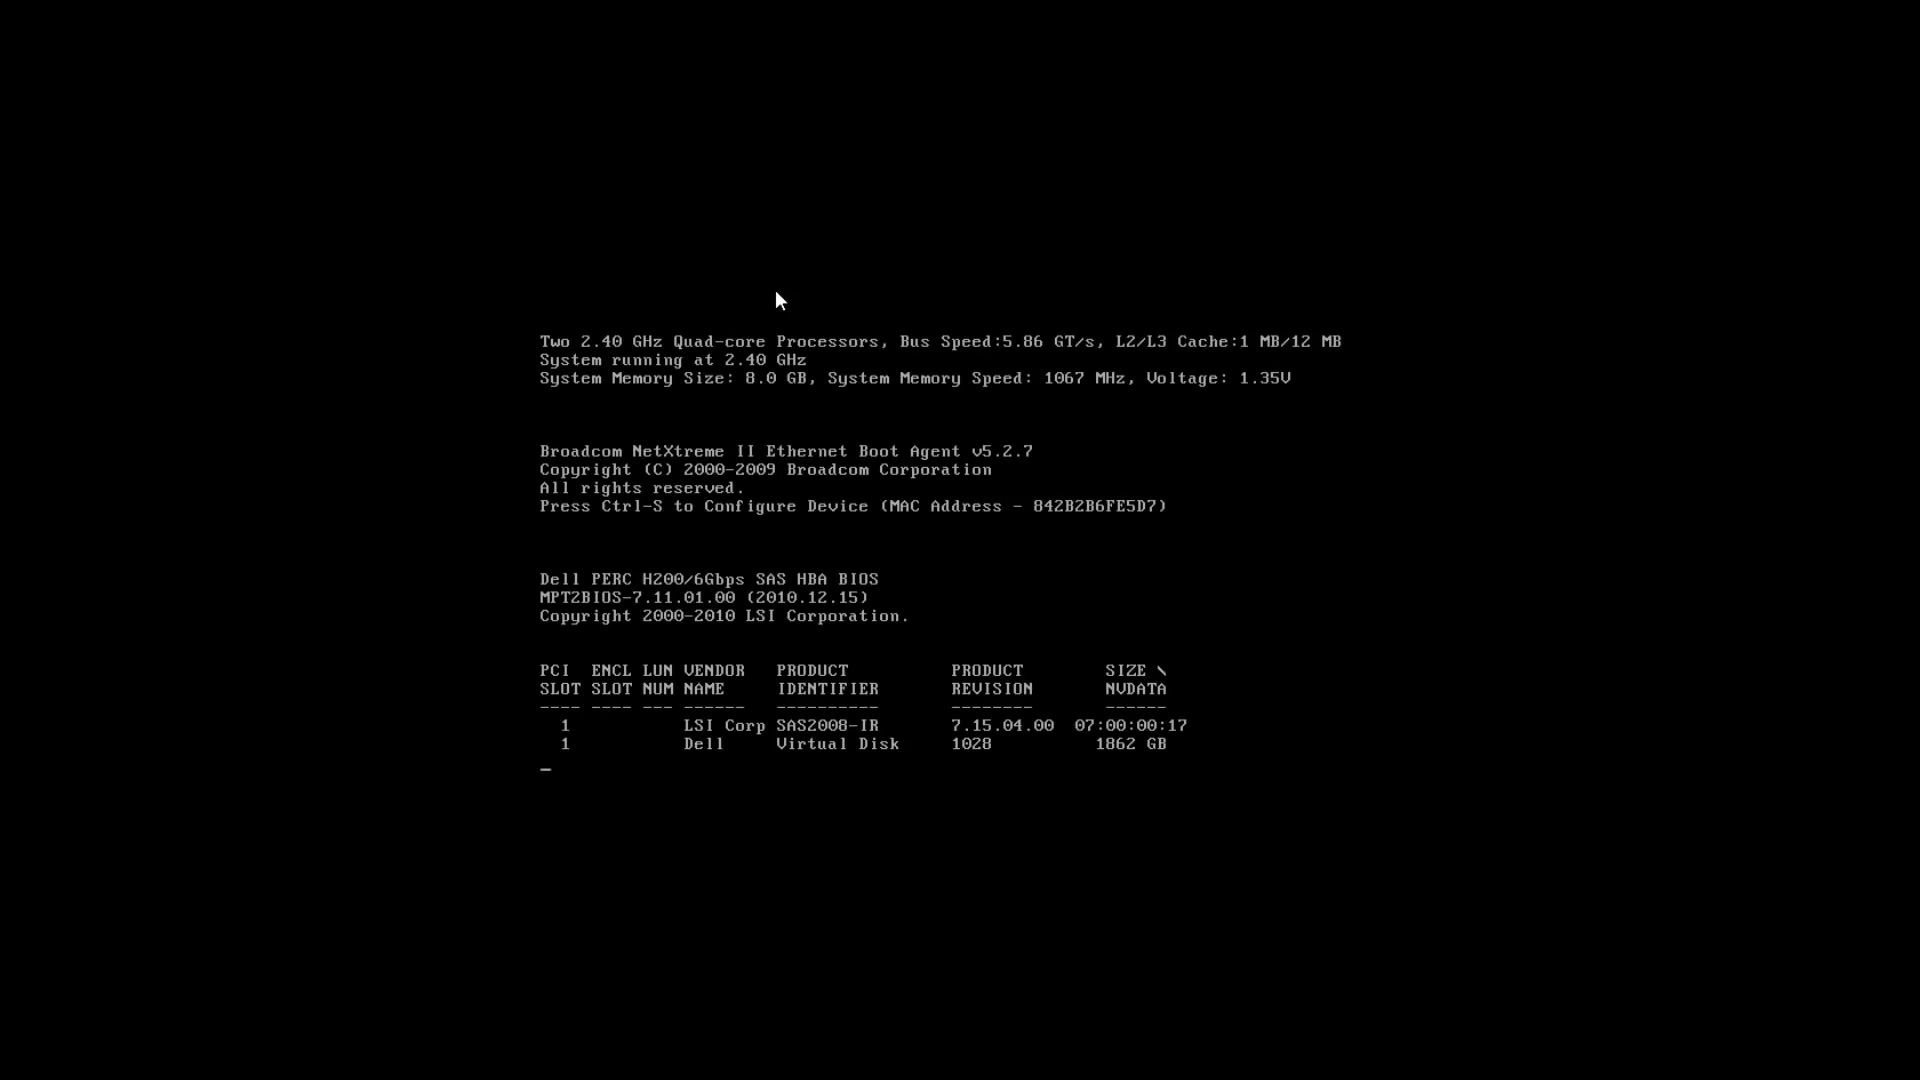 Two 2.40 GHz Quad-core Processors, Bus Speed:5.86 GT/s, L2/L3 Cache:1 MB/12 MB
System running at 2.40 GHz
System Memory Size: 8.0 GB, System Memory Speed: 1067 MHz, Voltage: 1.35V
Broadcom NetXtreme II Ethernet Boot Agent v5.2.7
Copyright (C) 2000-2009 Broadcom Corporation
All rights reserved.
Press Ctrl-S to Configure Device (MAC Address - 842B2B6FE5D7)
Dell PERC H200/6Gbps SAS HBA BIOS
MPT2BIOS-7.11.01.00 (2010.12.15)
Copyright 2000-2010 LSI Corporation.
PCI  ENCL LUN VENDOR   PRODUCT          PRODUCT        SIZE \
SLOT SLOT NUM NAME     IDENTIFIER       REVISION       NVDATA
---- ---- --- ------   ----------       --------       ------
  1           LSI Corp SAS2008-IR       7.15.04.00  07:00:00:17
  1           Dell     Virtual Disk     1028          1862 GB
_